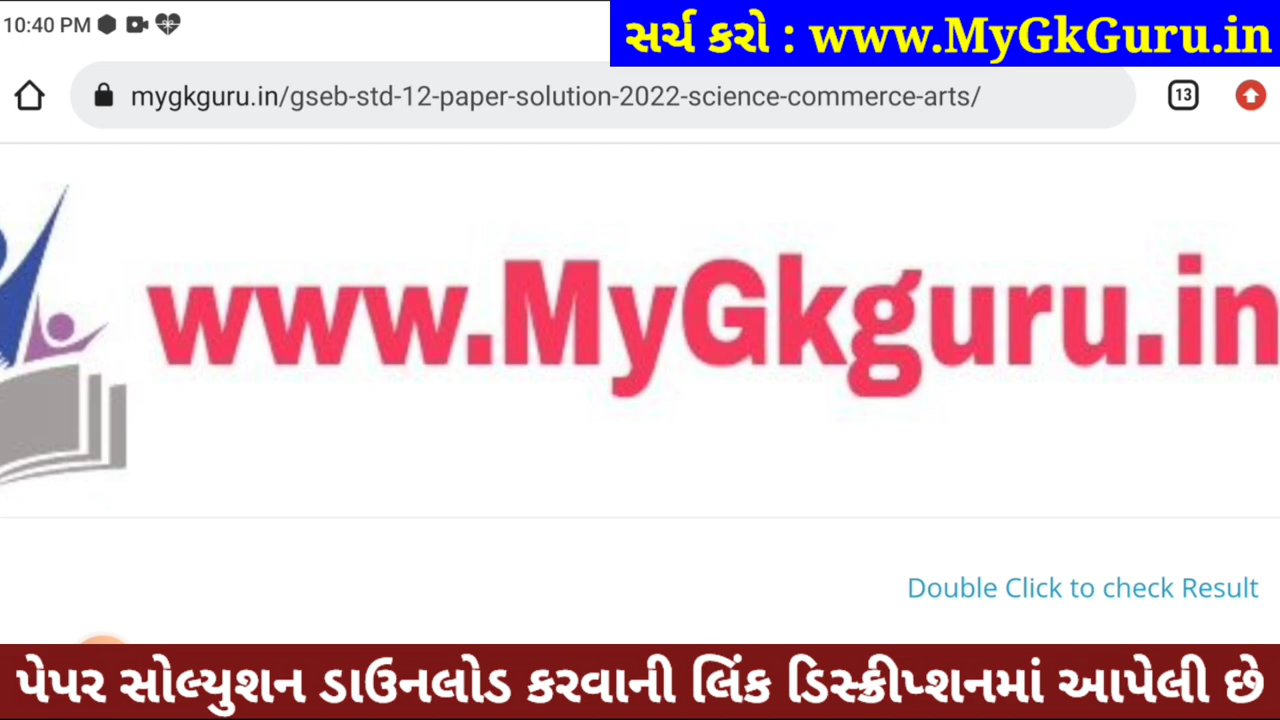 10:40 PM
સર્ચ કરો : www.MyGkGuru.in
mygkguru.in/gseb-std-12-paper-solution-2022-science-commerce-arts/
13
www.MyGkguru.in
Double Click to check Result
પેપર સોલ્યુશન ડાઉનલોડ કરવાની લિંક ડિસ્ક્રીપ્શનમાં આપેલી છે